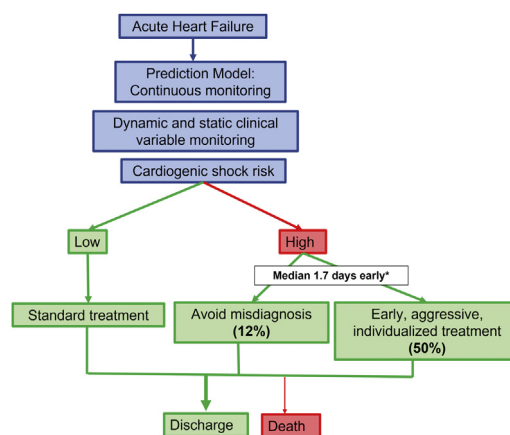 Acute Heart Failure
Prediction Model:
Continuous monitoring
Dynamic and static clinical
variable monitoring
Cardiogenic shock risk
Low
High
Median 1.7 days early*
Standard treatment
Avoid misdiagnosis
(12%)
Early, aggressive,
individualized treatment
(50%)
Discharge
Death